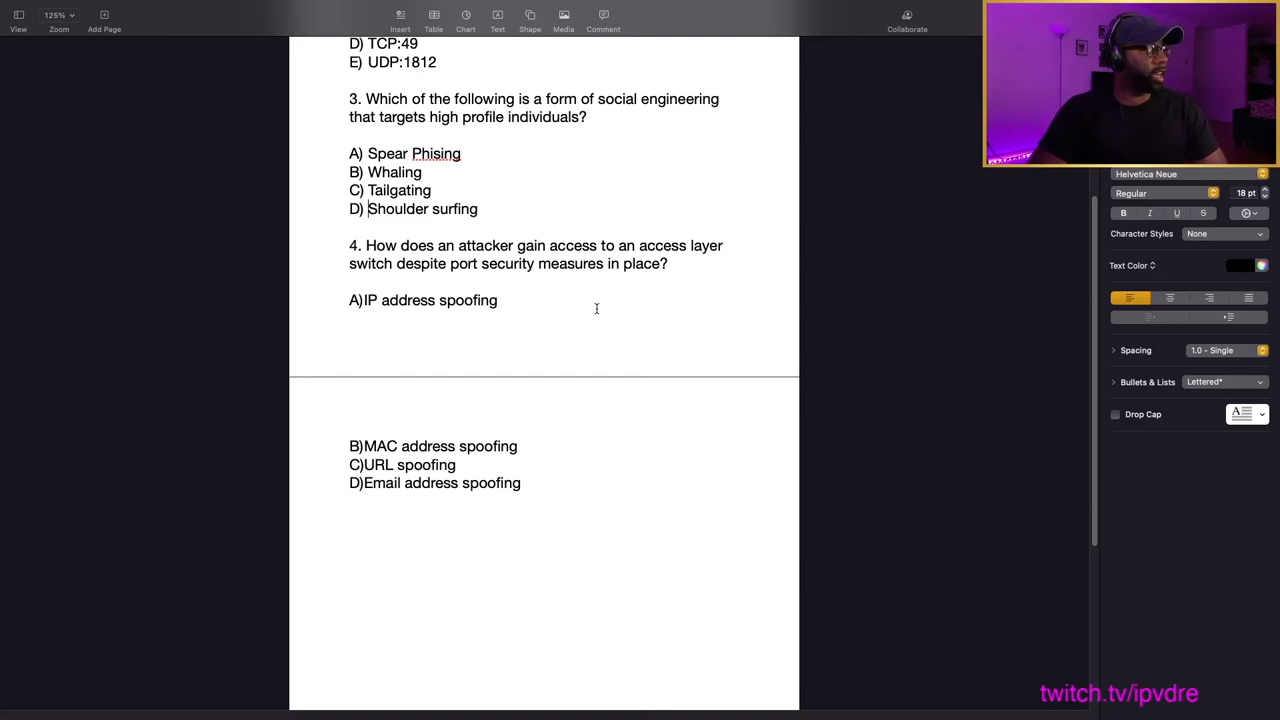 125%
View
Zoom
Add Page
Insert
Table
Chart
Text
Shape
Media
Comment
Collaborate
D) TCP:49
E) UDP:1812
3. Which of the following is a form of social engineering
that targets high profile individuals?
A) Spear Phising
B) Whaling
C) Tailgating
D) Shoulder surfing
4. How does an attacker gain access to an access layer
switch despite port security measures in place?
A)IP address spoofing
B)MAC address spoofing
C)URL spoofing
D)Email address spoofing
Helvetica Neue
Regular
18 pt
B I U S
Character Styles
None
Text Color
Spacing
1.0 - Single
Bullets & Lists
Lettered*
Drop Cap
A
twitch.tv/ipvdre